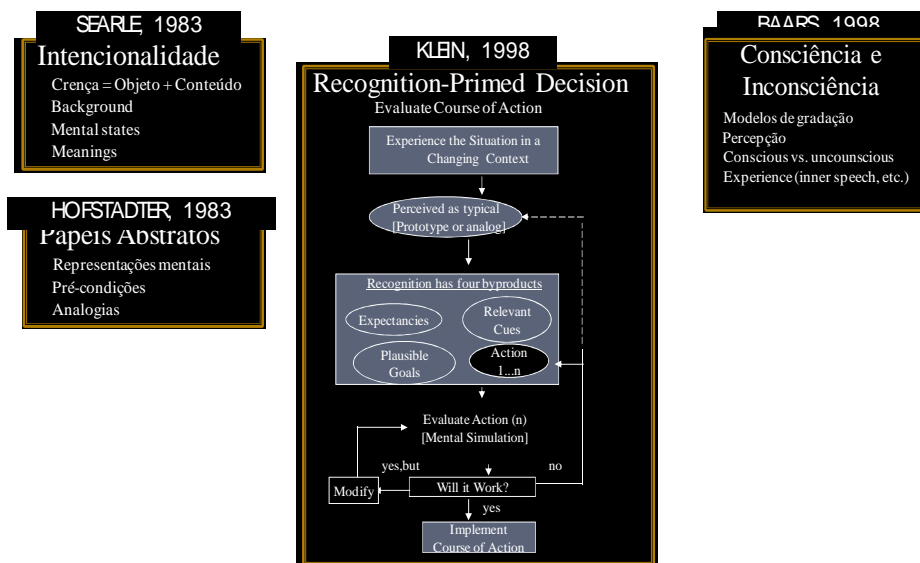 SEARLE, 1983
Intencionalidade
Crença = Objeto + Conteúdo
Background
Mental states
Meanings
HOFSTADTER, 1983
Papéis Abstratos
Representações mentais
Pré-condições
Analogias
KLEIN, 1998
Recognition-Primed Decision
Evaluate Course of Action
Experience the Situation in a
Changing Context
Perceived as typical
[Prototype or analog]
Recognition has four byproducts
Expectancies
Relevant
Cues
Plausible
Goals
Action
1...n
Evaluate Action (n)
[Mental Simulation]
yes,but
no
Modify
Will it Work?
yes
Implement
Course of Action
BAARS, 1998
Consciência e
Inconsciência
Modelos de gradação
Percepção
Conscious vs. uncounscious
Experience (inner speech, etc.)